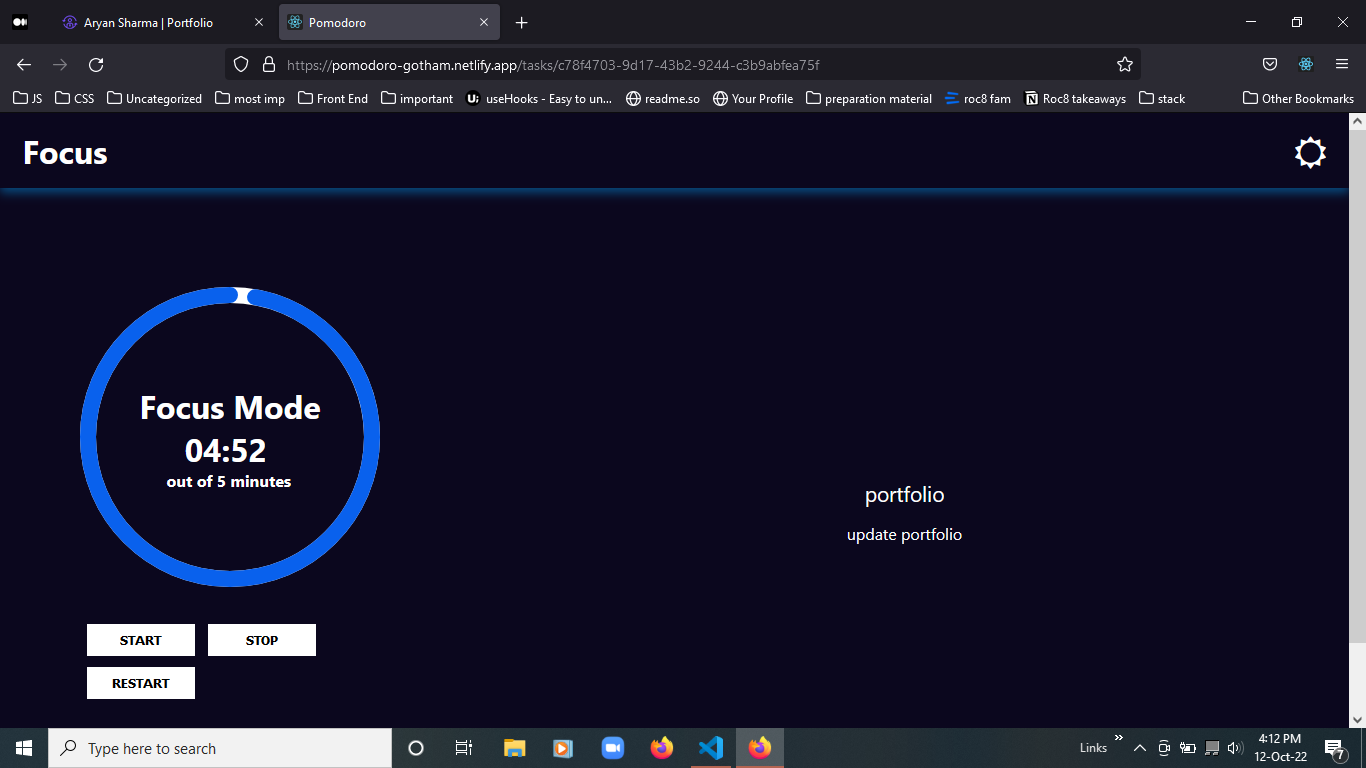 Aryan Sharma | Portfolio
Pomodoro
https://pomodoro-gotham.netlify.app/tasks/c78f4703-9d17-43b2-9244-c3b9abfea75f
JS CSS Uncategorized most imp Front End important useHooks - Easy to un... readme.so Your Profile preparation material roc8 fam Roc8 takeaways stack Other Bookmarks
Focus
Focus Mode
04:52
out of 5 minutes
portfolio
update portfolio
START STOP
RESTART
Type here to search
Links
4:12 PM
12-Oct-22
7